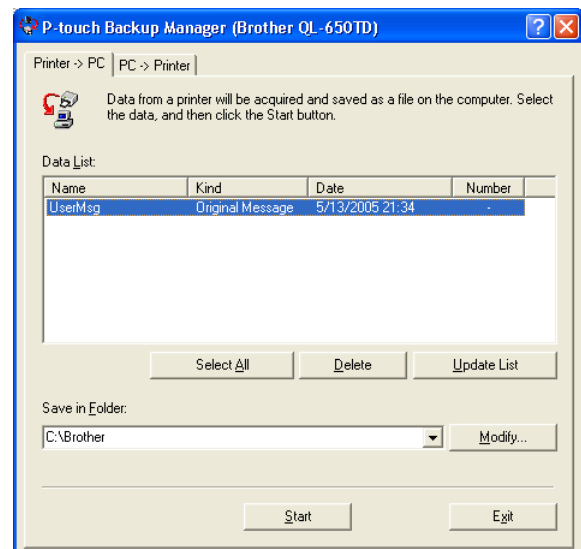 P-touch Backup Manager (Brother QL-650TD)
Printer -> PC PC -> Printer
Data from a printer will be acquired and saved as a file on the computer. Select
the data, and then click the Start button.
Data List:
Name Kind Date Number
UserMsg Original Message 5/13/2005 21:34 -
Select All Delete Update List
Save in Folder:
C:\Brother Modify...
Start Exit